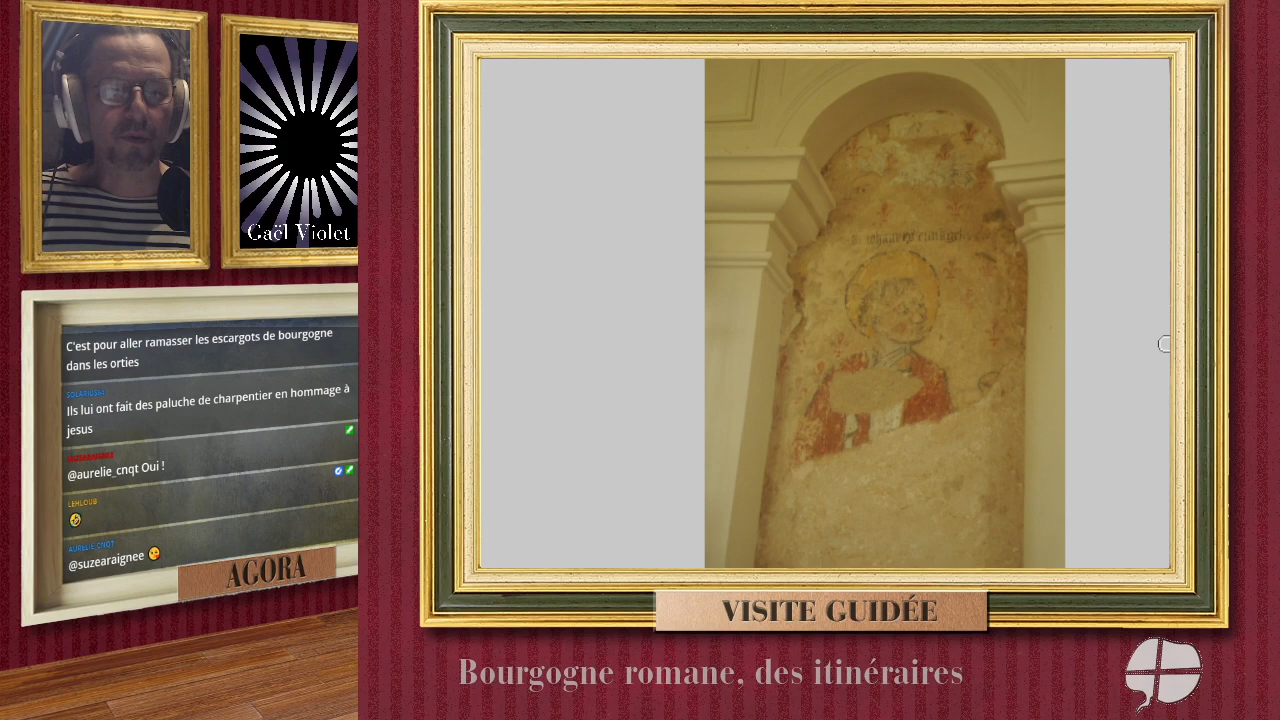 Gaël Violet
C'est pour aller ramasser les escargots de bourgogne
dans les orties
Ils lui ont fait des paluche de charpentier en hommage à
jesus
@aurelie_cnqt Oui !
LEHLOUB
AURELIE_CNQT
@suzearaignee
AGORA
VISITE GUIDÉE
Bourgogne romane, des itinéraires